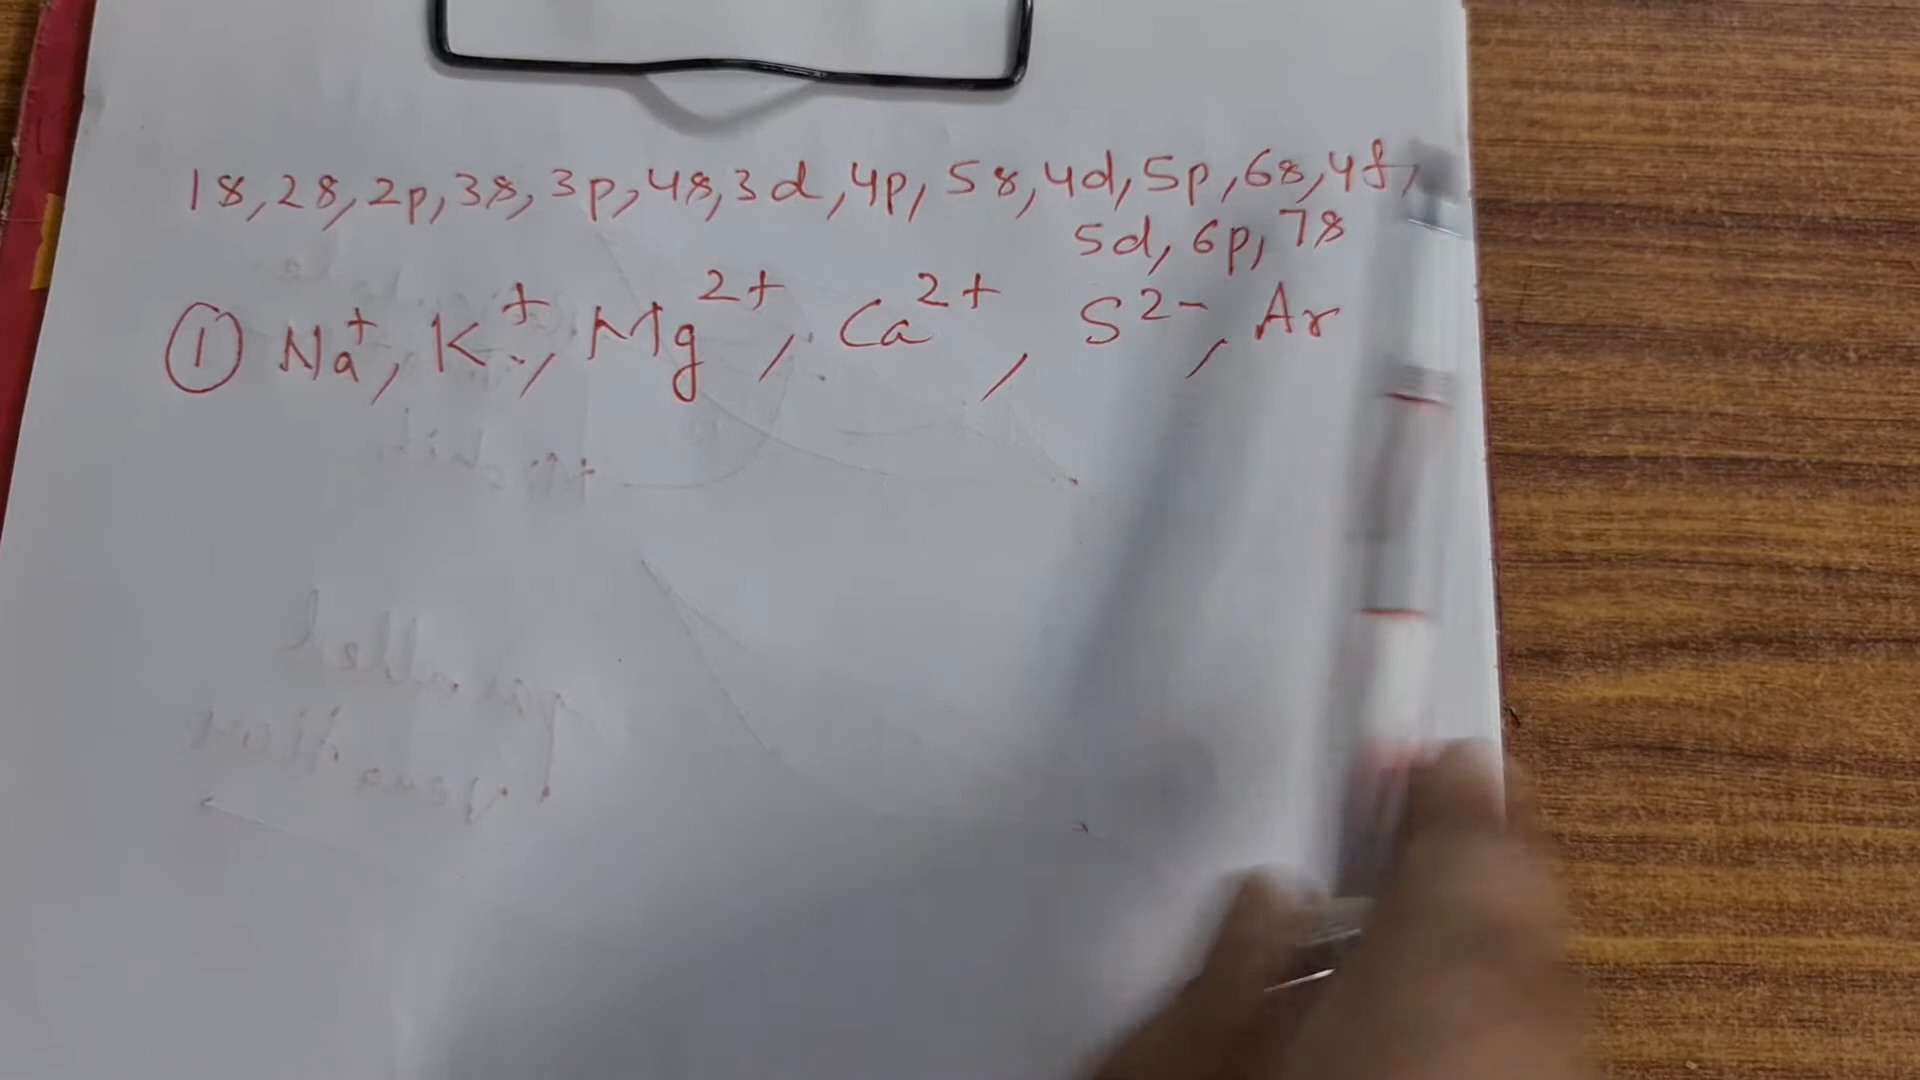 1s, 2s, 2p, 3s, 3p, 4s, 3d, 4p, 5s, 4d, 5p, 6s, 4f,
5d, 6p, 7s
① Na⁺, K⁺, Mg²⁺, Ca²⁺, S²⁻, Ar